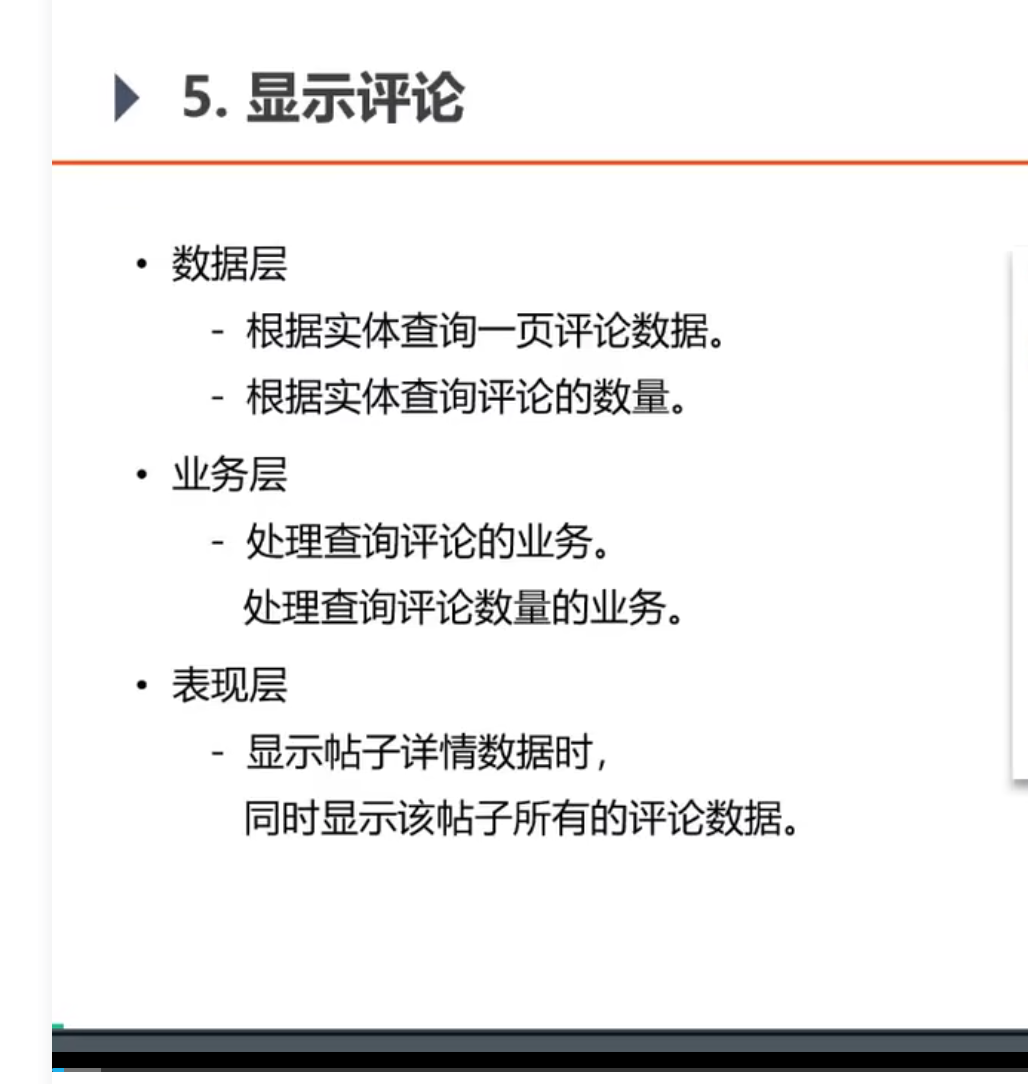 5. 显示评论
• 数据层
- 根据实体查询一页评论数据。
- 根据实体查询评论的数量。
• 业务层
- 处理查询评论的业务。
处理查询评论数量的业务。
• 表现层
- 显示帖子详情数据时,
同时显示该帖子所有的评论数据。